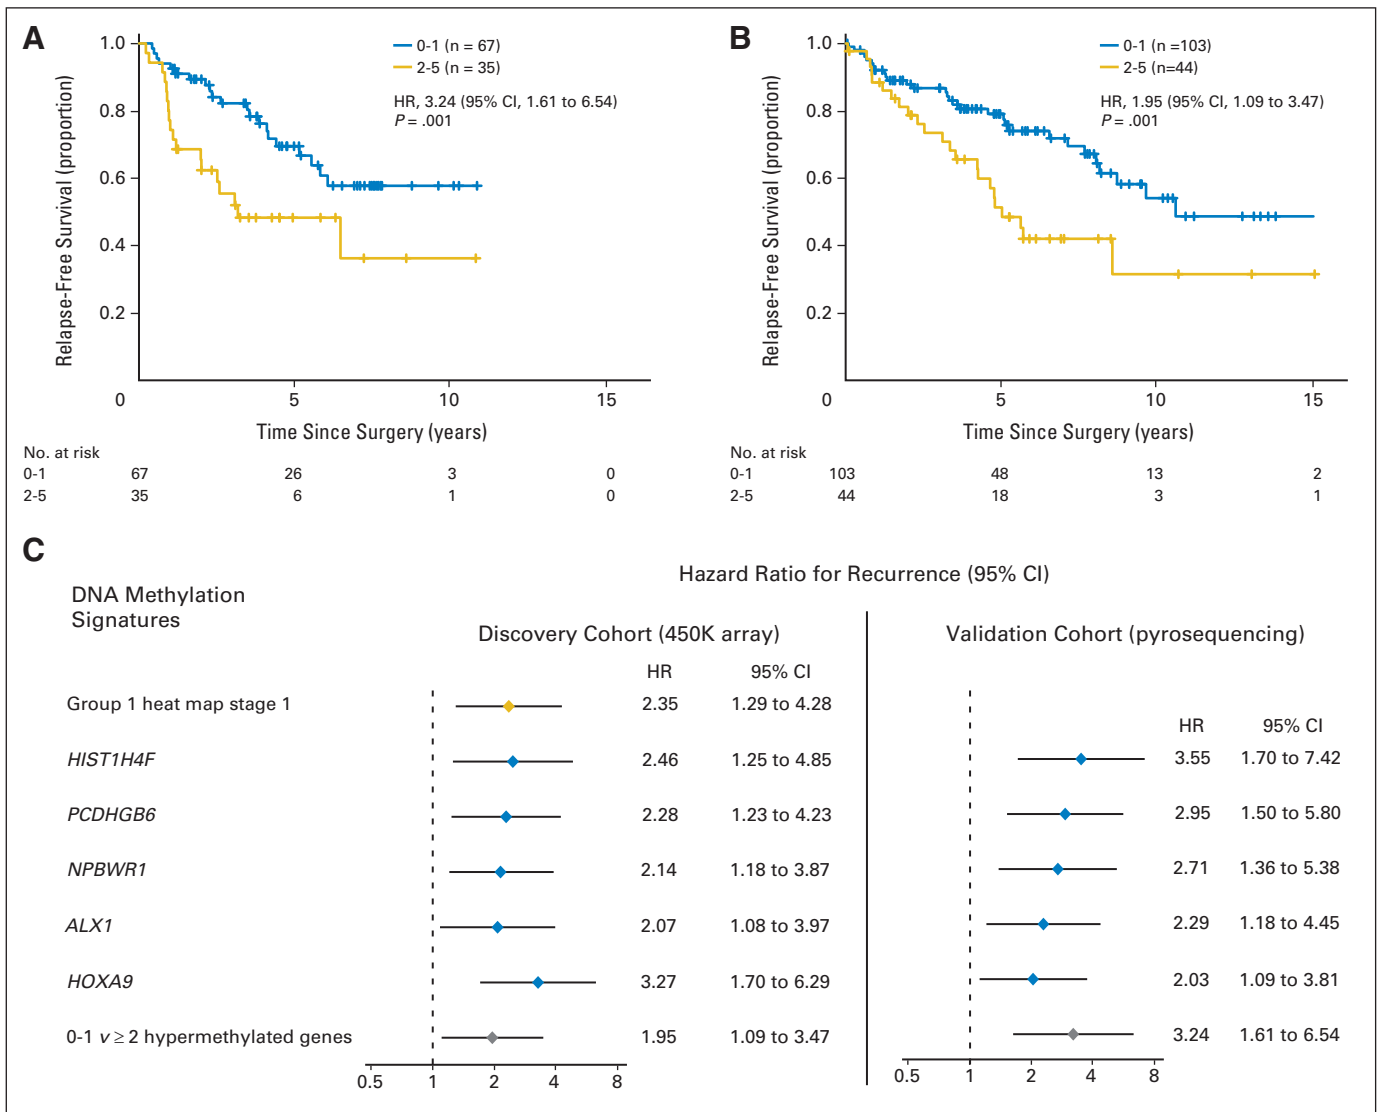 A
1.0
0.8
0.6
0.4
0.2
0
5
10
15
Relapse-Free Survival (proportion)
0-1 (n = 67)
2-5 (n = 35)
HR, 3.24 (95% CI, 1.61 to 6.54)
P = .001
Time Since Surgery (years)
No. at risk
0-1 67 26 3 0
2-5 35 6 1 0
B
1.0
0.8
0.6
0.4
0.2
0
5
10
15
Relapse-Free Survival (proportion)
0-1 (n =103)
2-5 (n=44)
HR, 1.95 (95% CI, 1.09 to 3.47)
P = .001
Time Since Surgery (years)
No. at risk
0-1 103 48 13 2
2-5 44 18 3 1
C
Hazard Ratio for Recurrence (95% CI)
DNA Methylation
Signatures
Discovery Cohort (450K array)
Validation Cohort (pyrosequencing)
HR 95% CI
Group 1 heat map stage 1 2.35 1.29 to 4.28
HR 95% CI
HIST1H4F 2.46 1.25 to 4.85 3.55 1.70 to 7.42
PCDHGB6 2.28 1.23 to 4.23 2.95 1.50 to 5.80
NPBWR1 2.14 1.18 to 3.87 2.71 1.36 to 5.38
ALX1 2.07 1.08 to 3.97 2.29 1.18 to 4.45
HOXA9 3.27 1.70 to 6.29 2.03 1.09 to 3.81
0-1 v ≥ 2 hypermethylated genes 1.95 1.09 to 3.47 3.24 1.61 to 6.54
0.5 1 2 4 8
0.5 1 2 4 8